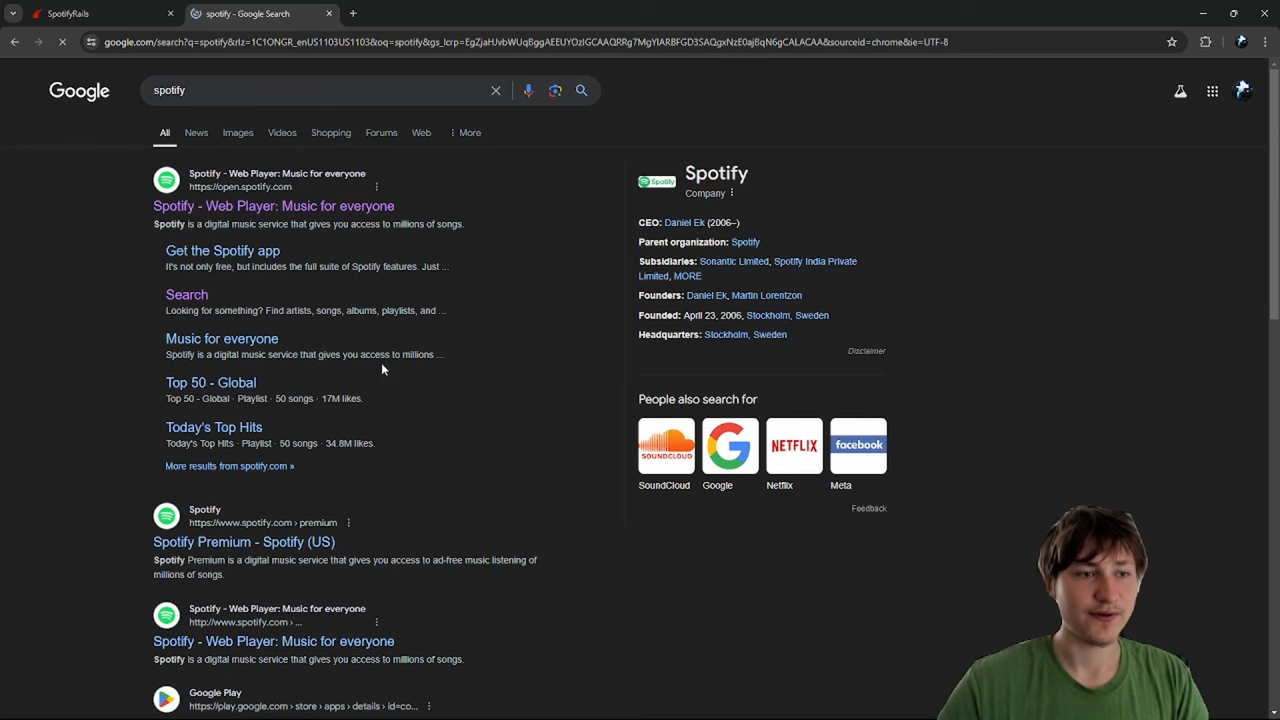 SpotifyRails
spotify - Google Search
google.com/search?q=spotify&rlz=1C1ONGR_enUS1103US1103&oq=spotify&gs_lcrp=EgZjaHJvbWUqBggAEEUYOzIGCAAQRRg7MgYIARBFGD3SAQgxNzE0ajBqN6gCALACAA&sourceid=chrome&ie=UTF-8
Google
spotify
All
News
Images
Videos
Shopping
Forums
Web
More
Spotify - Web Player: Music for everyone
https://open.spotify.com
Spotify - Web Player: Music for everyone
Spotify is a digital music service that gives you access to millions of songs.
Get the Spotify app
It's not only free, but includes the full suite of Spotify features. Just ...
Search
Looking for something? Find artists, songs, albums, playlists, and ...
Music for everyone
Spotify is a digital music service that gives you access to millions ...
Top 50 - Global
Top 50 - Global · Playlist · 50 songs · 17M likes.
Today's Top Hits
Today's Top Hits · Playlist · 50 songs · 34.8M likes.
More results from spotify.com »
Spotify
https://www.spotify.com › premium
Spotify Premium - Spotify (US)
Spotify Premium is a digital music service that gives you access to ad-free music listening of
millions of songs.
Spotify - Web Player: Music for everyone
http://www.spotify.com › ...
Spotify - Web Player: Music for everyone
Spotify is a digital music service that gives you access to millions of songs.
Google Play
https://play.google.com › store › apps › details › id=co...
Spotify
Spotify
Company
CEO: Daniel Ek (2006–)
Parent organization: Spotify
Subsidiaries: Sonantic Limited, Spotify India Private
Limited, MORE
Founders: Daniel Ek, Martin Lorentzon
Founded: April 23, 2006, Stockholm, Sweden
Headquarters: Stockholm, Sweden
Disclaimer
People also search for
SOUNDCLOUD
NETFLIX
facebook
SoundCloud
Google
Netflix
Meta
Feedback